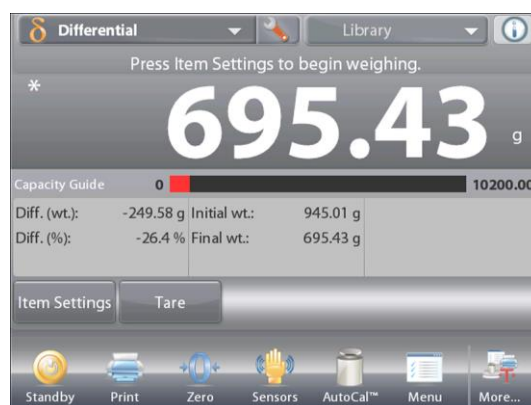 δ Differential Library
Press Item Settings to begin weighing.
*
695.43 g
Capacity Guide 0 10200.00
Diff. (wt.): -249.58 g Initial wt.: 945.01 g
Diff. (%): -26.4 % Final wt.: 695.43 g
Item Settings Tare
→0←
Standby Print Zero Sensors AutoCal™ Menu More...